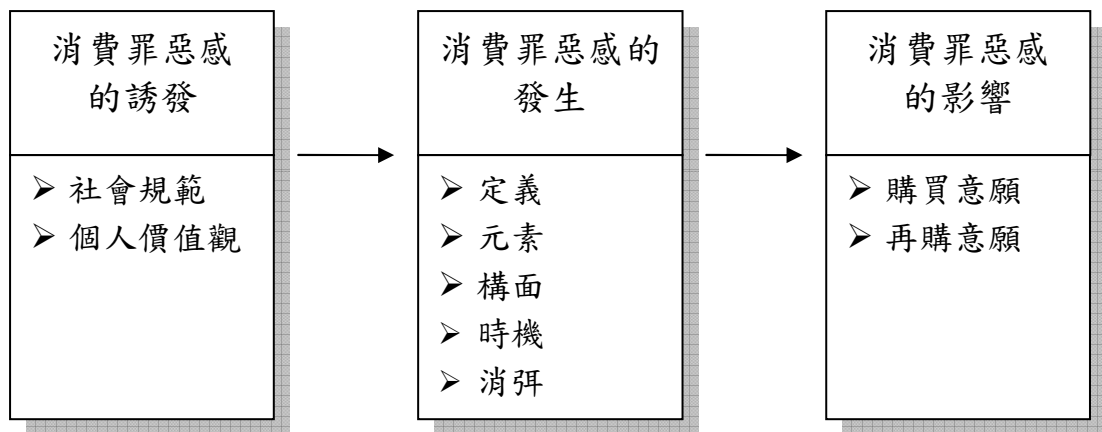 消費罪惡感
的誘發
➢ 社會規範
➢ 個人價值觀
消費罪惡感的
發生
➢ 定義
➢ 元素
➢ 構面
➢ 時機
➢ 消弭
消費罪惡感
的影響
➢ 購買意願
➢ 再購意願